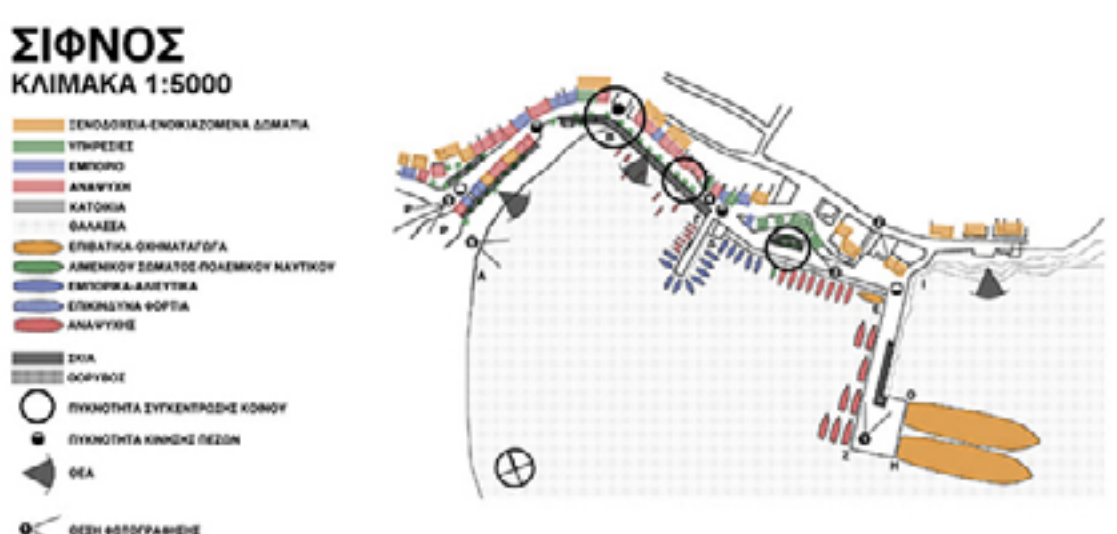 ΣΙΦΝΟΣ
ΚΛΙΜΑΚΑ 1:5000
ΞΕΝΟΔΟΧΕΙΑ-ΕΝΟΙΚΙΑΖΟΜΕΝΑ ΔΩΜΑΤΙΑ
ΥΠΗΡΕΣΙΕΣ
ΕΜΠΟΡΙΟ
ΑΝΑΨΥΧΗ
ΚΑΤΟΙΚΙΑ
ΘΑΛΑΣΣΑ
ΕΠΙΒΑΤΙΚΑ-ΟΧΗΜΑΤΑΓΩΓΑ
ΛΙΜΕΝΙΚΟΥ ΣΩΜΑΤΟΣ-ΠΟΛΕΜΙΚΟΥ ΝΑΥΤΙΚΟΥ
ΕΜΠΟΡΙΚΑ-ΑΛΙΕΥΤΙΚΑ
ΕΠΙΚΙΝΔΥΝΑ ΦΟΡΤΙΑ
ΑΝΑΨΥΧΗΣ
ΣΚΙΑ
ΘΟΡΥΒΟΣ
ΠΥΚΝΟΤΗΤΑ ΣΥΓΚΕΝΤΡΩΣΗΣ ΚΟΙΝΟΥ
ΠΥΚΝΟΤΗΤΑ ΚΙΝΗΣΗΣ ΠΕΖΩΝ
ΘΕΑ
ΘΕΣΗ ΦΩΤΟΓΡΑΦΗΣΗΣ
Α
Ζ
Η